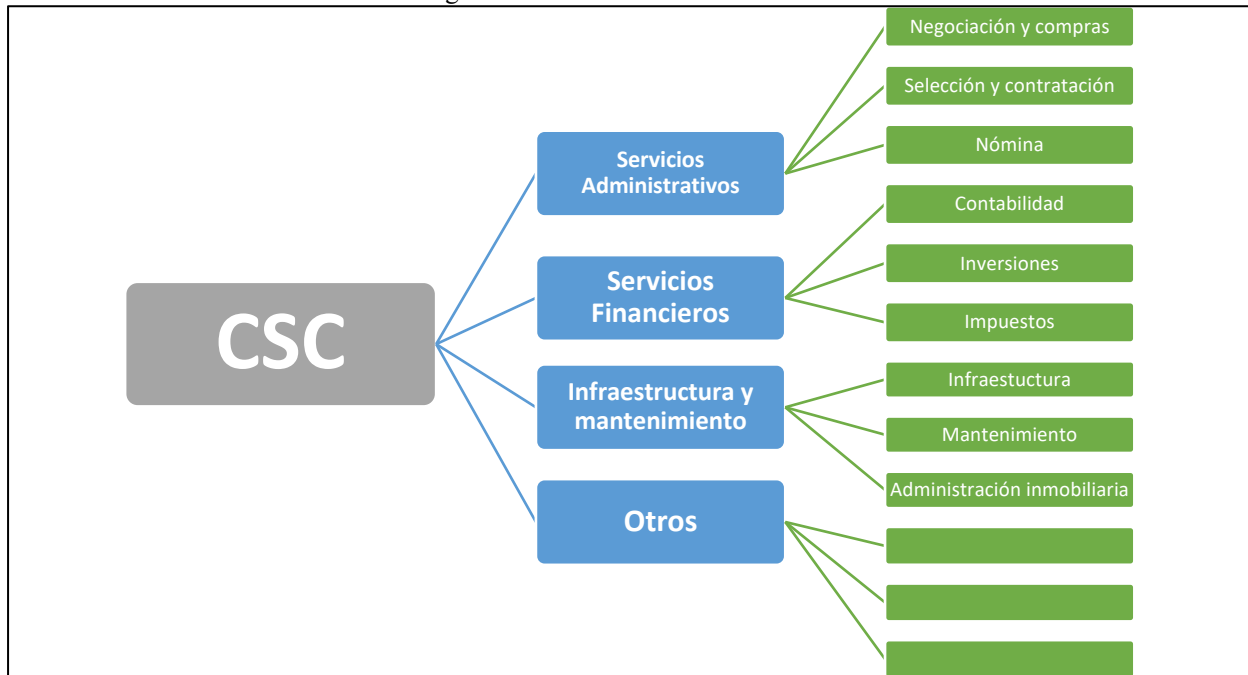 CSC
Servicios
Administrativos
Negociación y compras
Selección y contratación
Nómina
Servicios
Financieros
Contabilidad
Inversiones
Impuestos
Infraestructura y
mantenimiento
Infraestuctura
Mantenimiento
Administración inmobiliaria
Otros